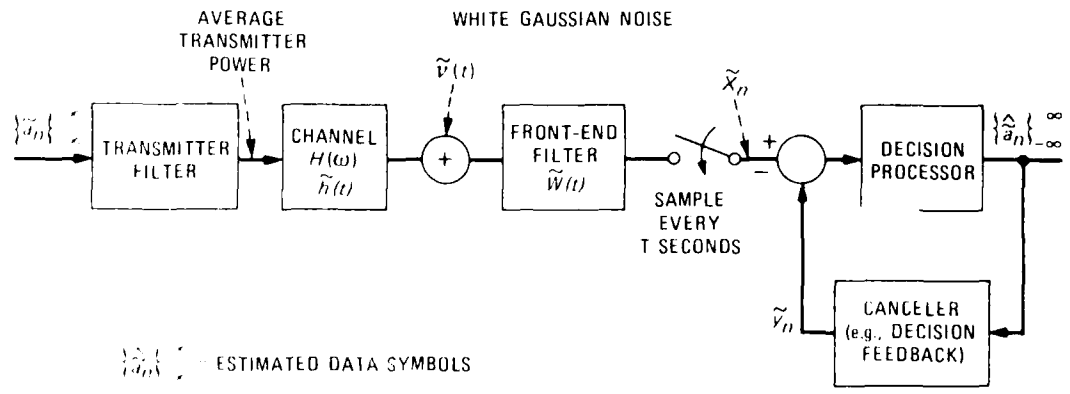 AVERAGE
TRANSMITTER
POWER
WHITE GAUSSIAN NOISE
ṽ(t)
x̃n
{ãn}
TRANSMITTER
FILTER
CHANNEL
H(ω)
h̃(t)
+
FRONT-END
FILTER
W̃(t)
SAMPLE
EVERY
T SECONDS
+
−
DECISION
PROCESSOR
{ã̂n}∞−∞
ỹn
CANCELER
(e.g., DECISION
FEEDBACK)
{ã̂n} ESTIMATED DATA SYMBOLS